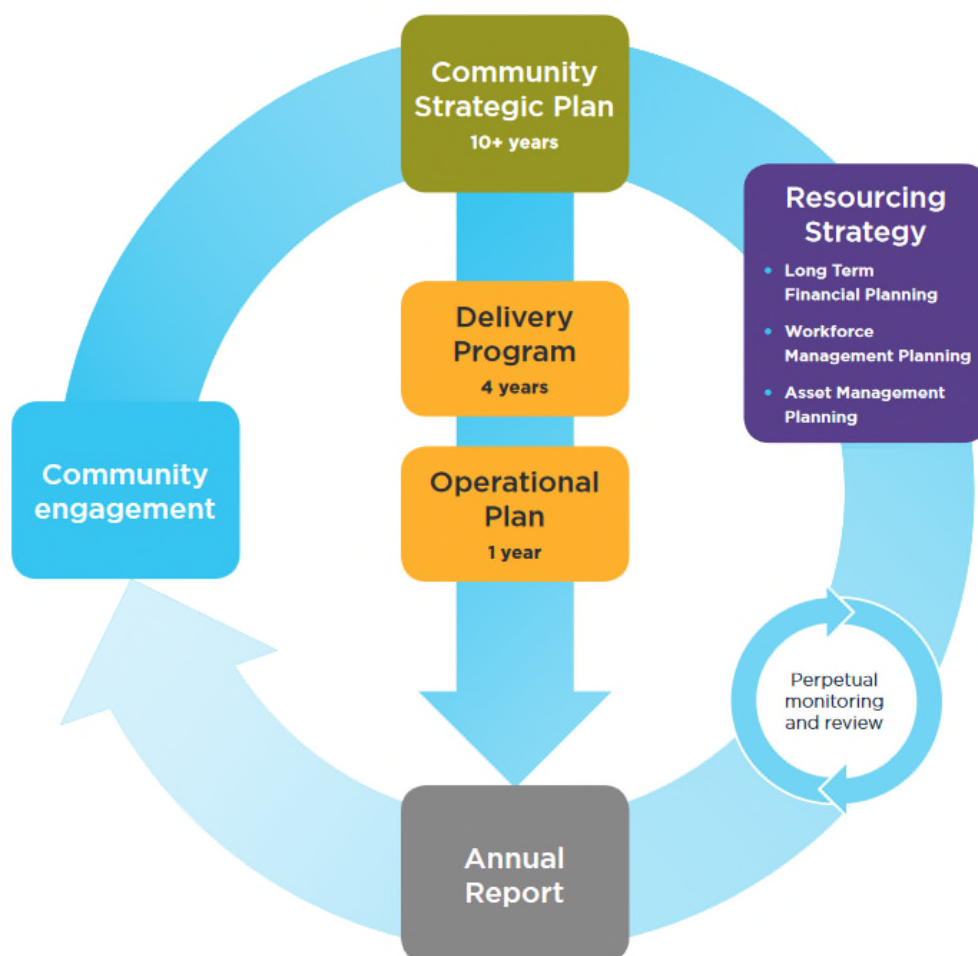 Community
Strategic Plan
10+ years
Resourcing
Strategy
• Long Term
Financial Planning
• Workforce
Management Planning
• Asset Management
Planning
Delivery
Program
4 years
Community
engagement
Operational
Plan
1 year
Perpetual
monitoring
and review
Annual
Report